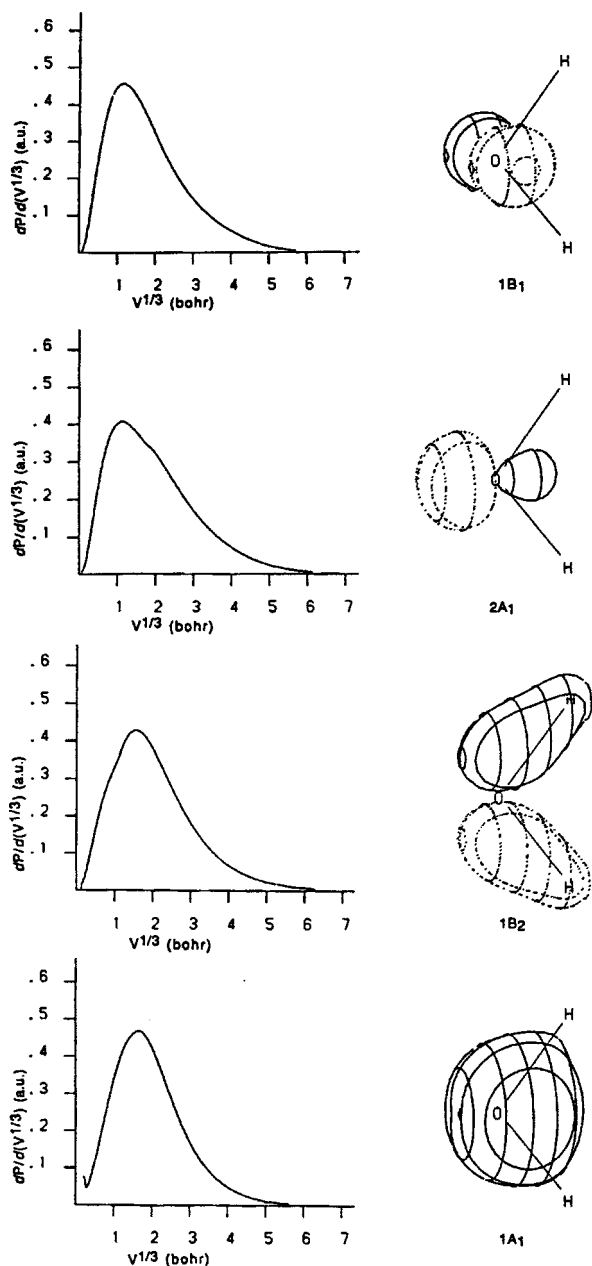 .6
.5
.4
.3
.2
.1
dP/d(V1/3) (a.u.)
1 2 3 4 5 6 7
V1/3 (bohr)
H
O
H
1B1
.6
.5
.4
.3
.2
.1
dP/d(V1/3) (a.u.)
1 2 3 4 5 6 7
V1/3 (bohr)
H
O
H
2A1
.6
.5
.4
.3
.2
.1
dP/d(V1/3) (a.u.)
1 2 3 4 5 6 7
V1/3 (bohr)
H
O
H
1B2
.6
.5
.4
.3
.2
.1
dP/d(V1/3) (a.u.)
1 2 3 4 5 6 7
V1/3 (bohr)
H
O
H
1A1